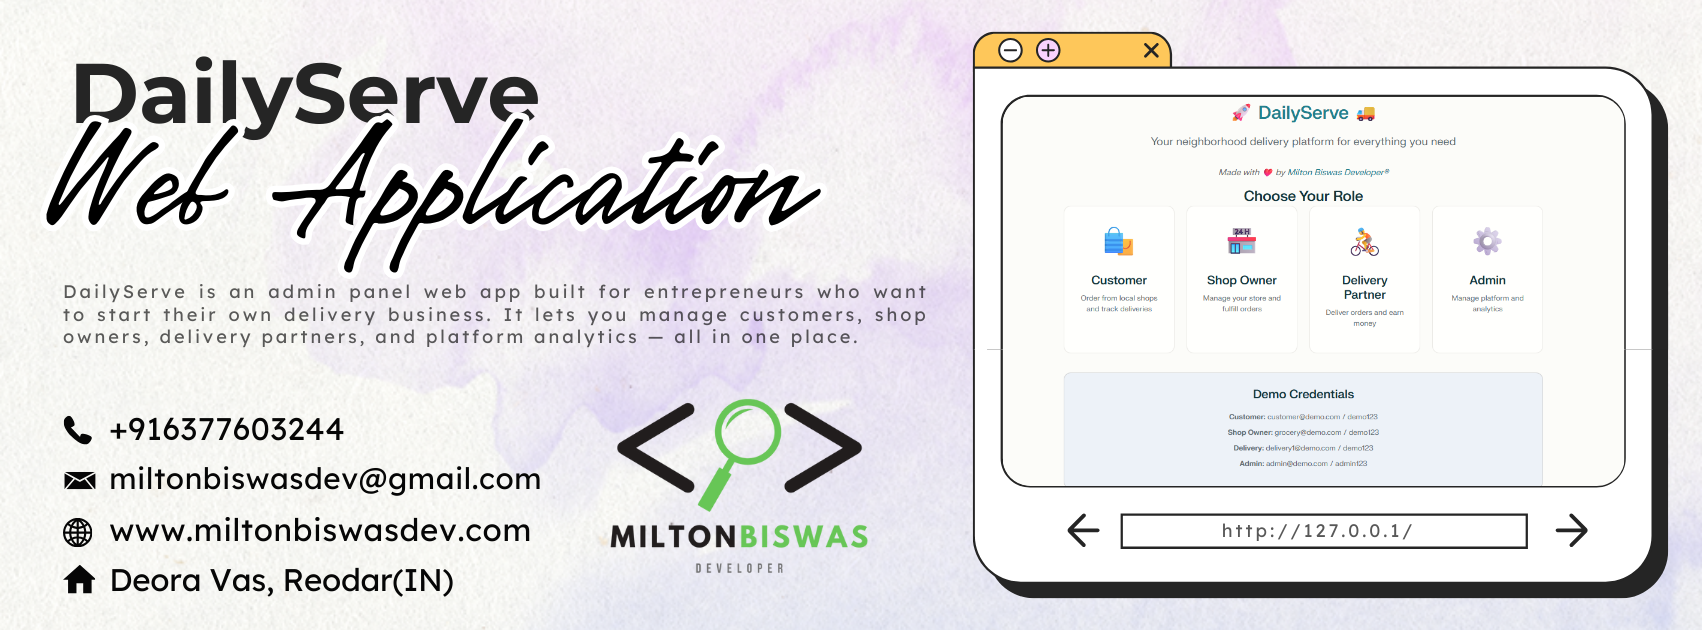 DailyServe
Web Application
DailyServe is an admin panel web app built for entrepreneurs who want
to start their own delivery business. It lets you manage customers, shop
owners, delivery partners, and platform analytics — all in one place.
+916377603244
miltonbiswasdev@gmail.com
www.miltonbiswasdev.com
Deora Vas, Reodar(IN)
MILTONBISWAS
DEVELOPER
🚀 DailyServe 🚚
Your neighborhood delivery platform for everything you need
Made with ❤️ by Milton Biswas Developer®
Choose Your Role
24H
Customer
Order from local shops
and track deliveries
Shop Owner
Manage your store and
fulfill orders
Delivery
Partner
Deliver orders and earn
money
Admin
Manage platform and
analytics
Demo Credentials
Customer: customer@demo.com / demo123
Shop Owner: grocery@demo.com / demo123
Delivery: delivery1@demo.com / demo123
Admin: admin@demo.com / admin123
http://127.0.0.1/